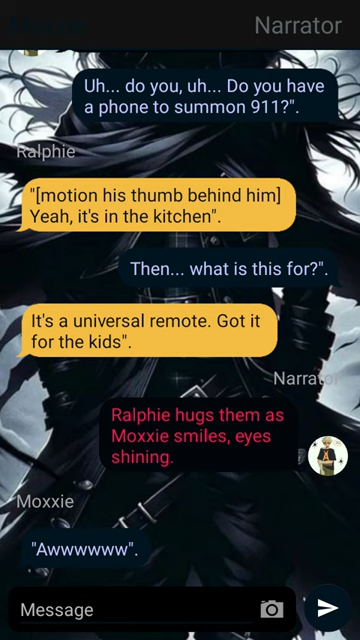 Narrator
Uh... do you, uh... Do you have
a phone to summon 911?".
Ralphie
"[motion his thumb behind him]
Yeah, it's in the kitchen".
Then... what is this for?".
It's a universal remote. Got it
for the kids".
Narrator
Ralphie hugs them as
Moxxie smiles, eyes
shining.
Moxxie
"Awwwwww".
Message